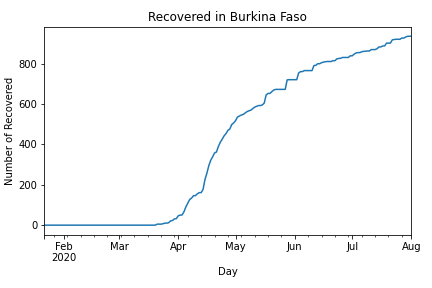 Recovered in Burkina Faso
Number of Recovered
800
600
400
200
0
Feb Mar Apr May Jun Jul Aug
2020
Day